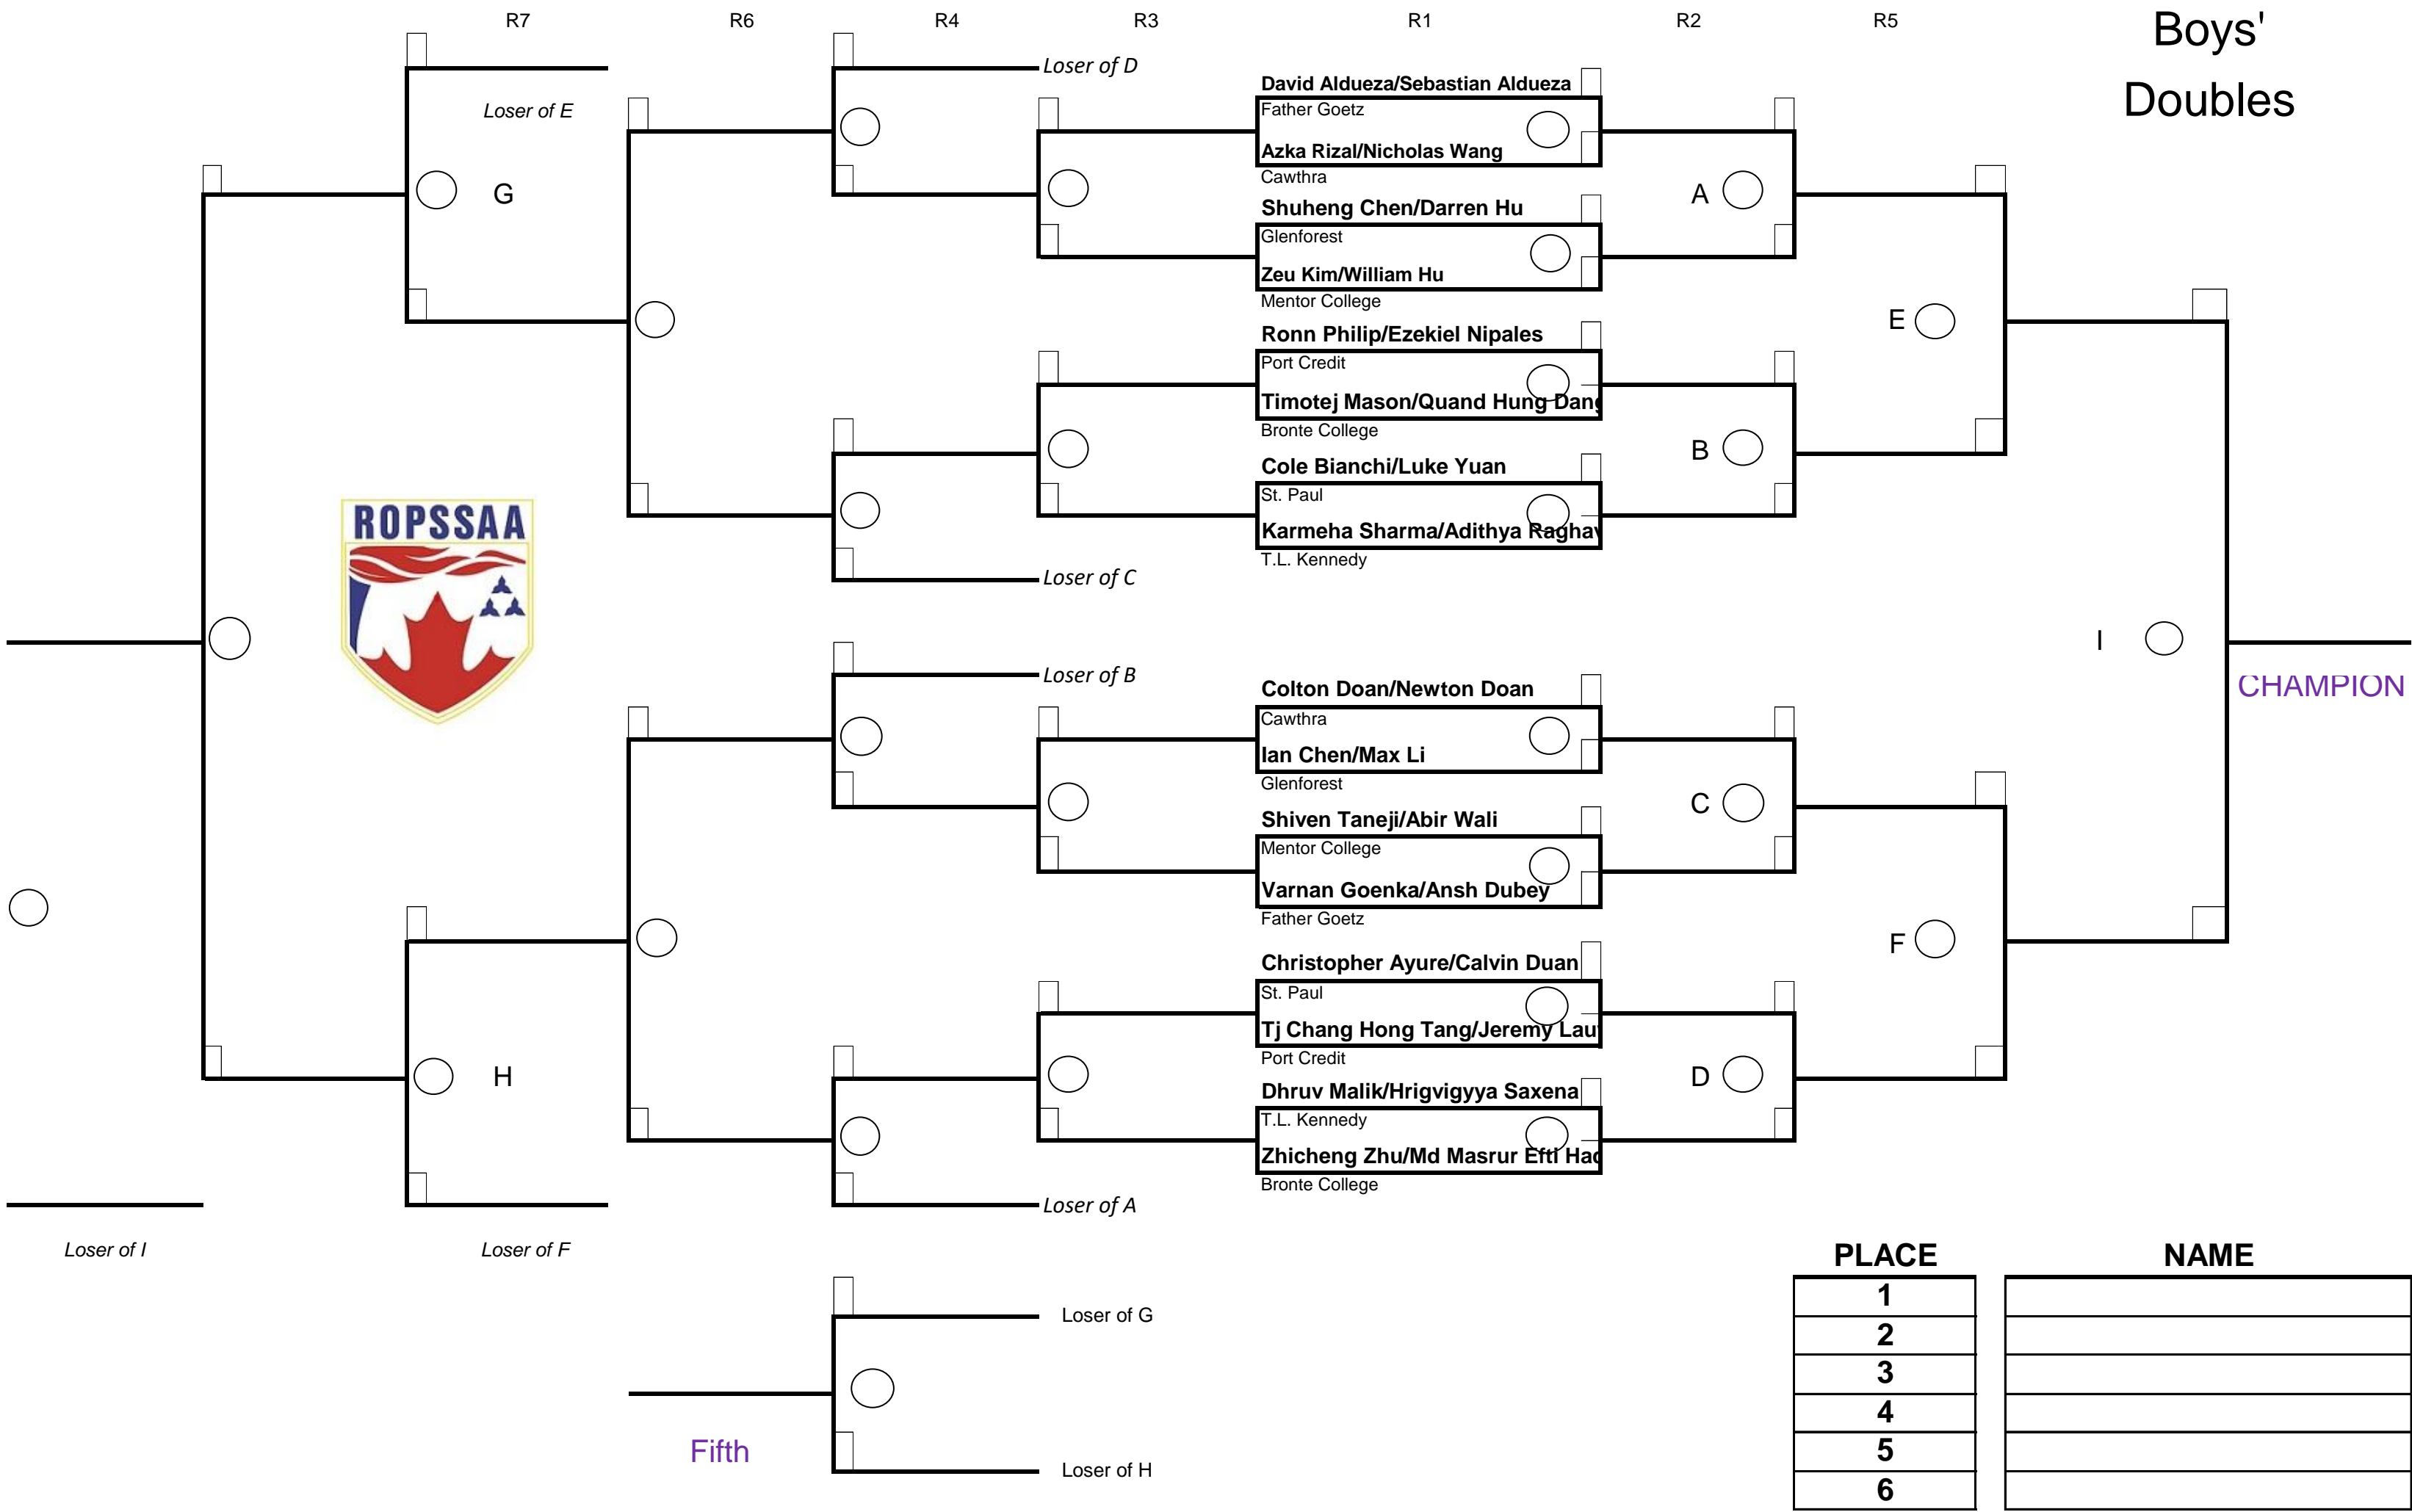 R7 R6 R4 R3 R1 R2 R5
Boys'
Doubles
Loser of D
David Aldueza/Sebastian Aldueza
Father Goetz
Loser of E
Azka Rizal/Nicholas Wang
Cawthra
G
A
Shuheng Chen/Darren Hu
Glenforest
Zeu Kim/William Hu
Mentor College
Ronn Philip/Ezekiel Nipales
E
Port Credit
Timotej Mason/Quand Hung Dang
Bronte College
B
Cole Bianchi/Luke Yuan
St. Paul
ROPSSAA
Karmeha Sharma/Adithya Raghav
T.L. Kennedy
Loser of C
I
Loser of B
Colton Doan/Newton Doan
CHAMPION
Cawthra
Ian Chen/Max Li
Glenforest
C
Shiven Taneji/Abir Wali
Mentor College
Varnan Goenka/Ansh Dubey
Father Goetz
F
Christopher Ayure/Calvin Duan
St. Paul
Tj Chang Hong Tang/Jeremy Lau
Port Credit
H
D
Dhruv Malik/Hrigvigyya Saxena
T.L. Kennedy
Zhicheng Zhu/Md Masrur Efti
Bronte College
Loser of A
Loser of I
Loser of F
PLACE NAME
1
Loser of G
2
3
4
Fifth
5
Loser of H
6